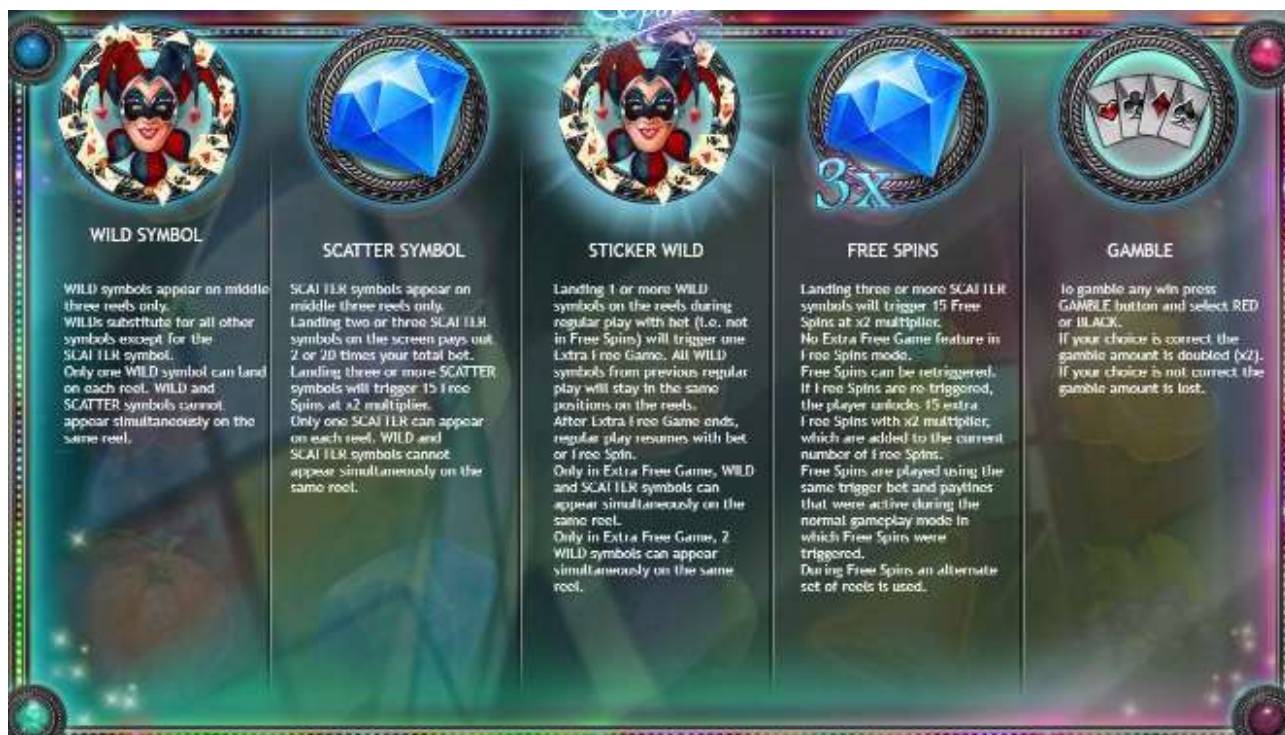 Spins
WILD SYMBOL
WILD symbols appear on middle
three reels only.
WILDs substitute for all other
symbols except for the
SCATTER symbol.
Only one WILD symbol can land
on each reel. WILD and
SCATTER symbols cannot
appear simultaneously on the
same reel.
SCATTER SYMBOL
SCATTER symbols appear on
middle three reels only.
Landing two or three SCATTER
symbols on the screen pays out
2 or 20 times your total bet.
Landing three or more SCATTER
symbols will trigger 15 Free
Spins at x2 multiplier.
Only one SCATTER can appear
on each reel. WILD and
SCATTER symbols cannot
appear simultaneously on the
same reel.
STICKER WILD
Landing 1 or more WILD
symbols on the reels during
regular play with bet (i.e. not
in Free Spins) will trigger one
Extra Free Game. All WILD
symbols from previous regular
play will stay in the same
positions on the reels.
After Extra Free Game ends,
regular play resumes with bet
or Free Spin.
Only in Extra Free Game, WILD
and SCATTER symbols can
appear simultaneously on the
same reel.
Only in Extra Free Game, 2
WILD symbols can appear
simultaneously on the same
reel.
3x
FREE SPINS
Landing three or more SCATTER
symbols will trigger 15 Free
Spins at x2 multiplier.
No Extra Free Game feature in
Free Spins mode.
Free Spins can be retriggered.
If Free Spins are re-triggered,
the player unlocks 15 extra
Free Spins with x2 multiplier,
which are added to the current
number of Free Spins.
Free Spins are played using the
same trigger bet and paylines
that were active during the
normal gameplay mode in
which Free Spins were
triggered.
During Free Spins an alternate
set of reels is used.
GAMBLE
To gamble any win press
GAMBLE button and select RED
or BLACK.
If your choice is correct the
gamble amount is doubled (x2).
If your choice is not correct the
gamble amount is lost.